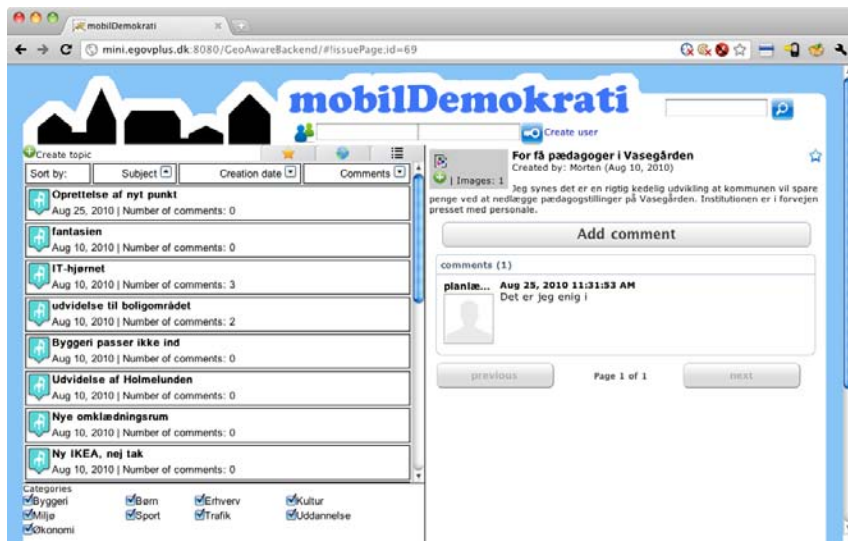 mobilDemokrati
mini.egovplus.dk:8080/GeoAwareBackend/#!issuePage;id=69
mobilDemokrati
Create user
Create topic
Sort by: Subject Creation date Comments
Oprettelse af nyt punkt
Aug 25, 2010 | Number of comments: 0
fantasien
Aug 10, 2010 | Number of comments: 0
IT-hjørnet
Aug 10, 2010 | Number of comments: 3
udvidelse til boligområdet
Aug 10, 2010 | Number of comments: 2
Byggeri passer ikke ind
Aug 10, 2010 | Number of comments: 0
Udvidelse af Holmelunden
Aug 10, 2010 | Number of comments: 0
Nye omklædningsrum
Aug 10, 2010 | Number of comments: 0
Ny IKEA, nej tak
Aug 10, 2010 | Number of comments: 0
Categories
Byggeri Børn Erhverv Kultur
Miljø Sport Trafik Uddannelse
Økonomi
| Images: 1
For få pædagoger i Vasegården
Created by: Morten (Aug 10, 2010)
Jeg synes det er en rigtig kedelig udvikling at kommunen vil spare
penge ved at nedlægge pædagogstillinger på Vasegården. Institutionen er i forvejen
presset med personale.
Add comment
comments (1)
planlæ... Aug 25, 2010 11:31:53 AM
Det er jeg enig i
previous Page 1 of 1 next